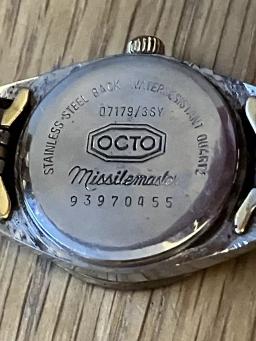 STAINLESS STEEL BACK WATER RESISTANT QUARTZ
07179/3SY
OCTO
Missilemaster
93970455